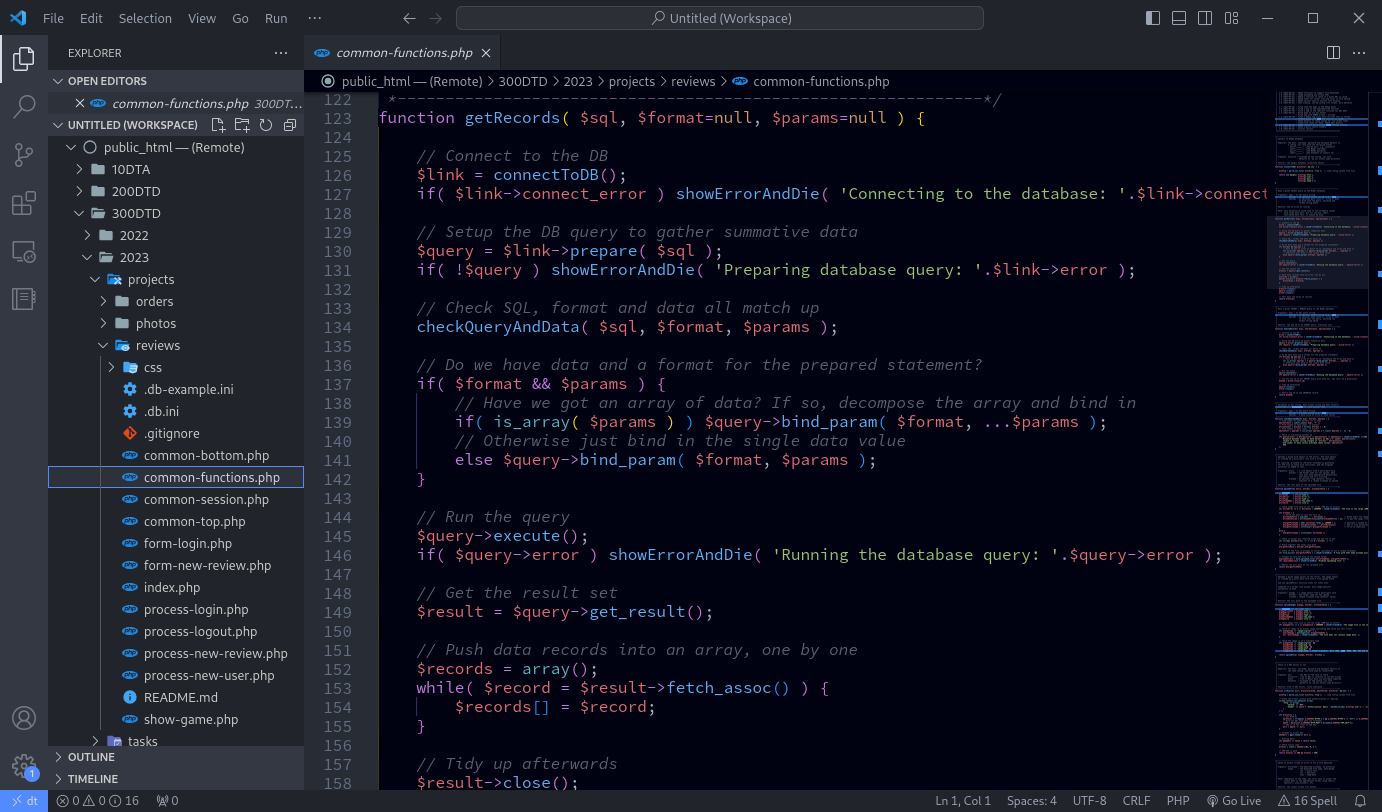 File Edit Selection View Go Run ··· Untitled (Workspace)
EXPLORER
OPEN EDITORS
common-functions.php 300DT...
UNTITLED (WORKSPACE)
public_html — (Remote)
10DTA
200DTD
300DTD
2022
2023
projects
orders
photos
reviews
css
.db-example.ini
.db.ini
.gitignore
common-bottom.php
common-functions.php
common-session.php
common-top.php
form-login.php
form-new-review.php
index.php
process-login.php
process-logout.php
process-new-review.php
process-new-user.php
README.md
show-game.php
tasks
OUTLINE
TIMELINE
common-functions.php
public_html — (Remote) > 300DTD > 2023 > projects > reviews > common-functions.php
122 *-------------------------------------------------------------*/
123 function getRecords( $sql, $format=null, $params=null ) {
124
125 // Connect to the DB
126 $link = connectToDB();
127 if( $link->connect_error ) showErrorAndDie( 'Connecting to the database: '.$link->connect
128
129 // Setup the DB query to gather summative data
130 $query = $link->prepare( $sql );
131 if( !$query ) showErrorAndDie( 'Preparing database query: '.$link->error );
132
133 // Check SQL, format and data all match up
134 checkQueryAndData( $sql, $format, $params );
135
136 // Do we have data and a format for the prepared statement?
137 if( $format && $params ) {
138 // Have we got an array of data? If so, decompose the array and bind in
139 if( is_array( $params ) ) $query->bind_param( $format, ...$params );
140 // Otherwise just bind in the single data value
141 else $query->bind_param( $format, $params );
142 }
143
144 // Run the query
145 $query->execute();
146 if( $query->error ) showErrorAndDie( 'Running the database query: '.$query->error );
147
148 // Get the result set
149 $result = $query->get_result();
150
151 // Push data records into an array, one by one
152 $records = array();
153 while( $record = $result->fetch_assoc() ) {
154 $records[] = $record;
155 }
156
157 // Tidy up afterwards
158 $result->close();
1
dt 0 0 16 0 Ln 1, Col 1 Spaces: 4 UTF-8 CRLF PHP Go Live 16 Spell